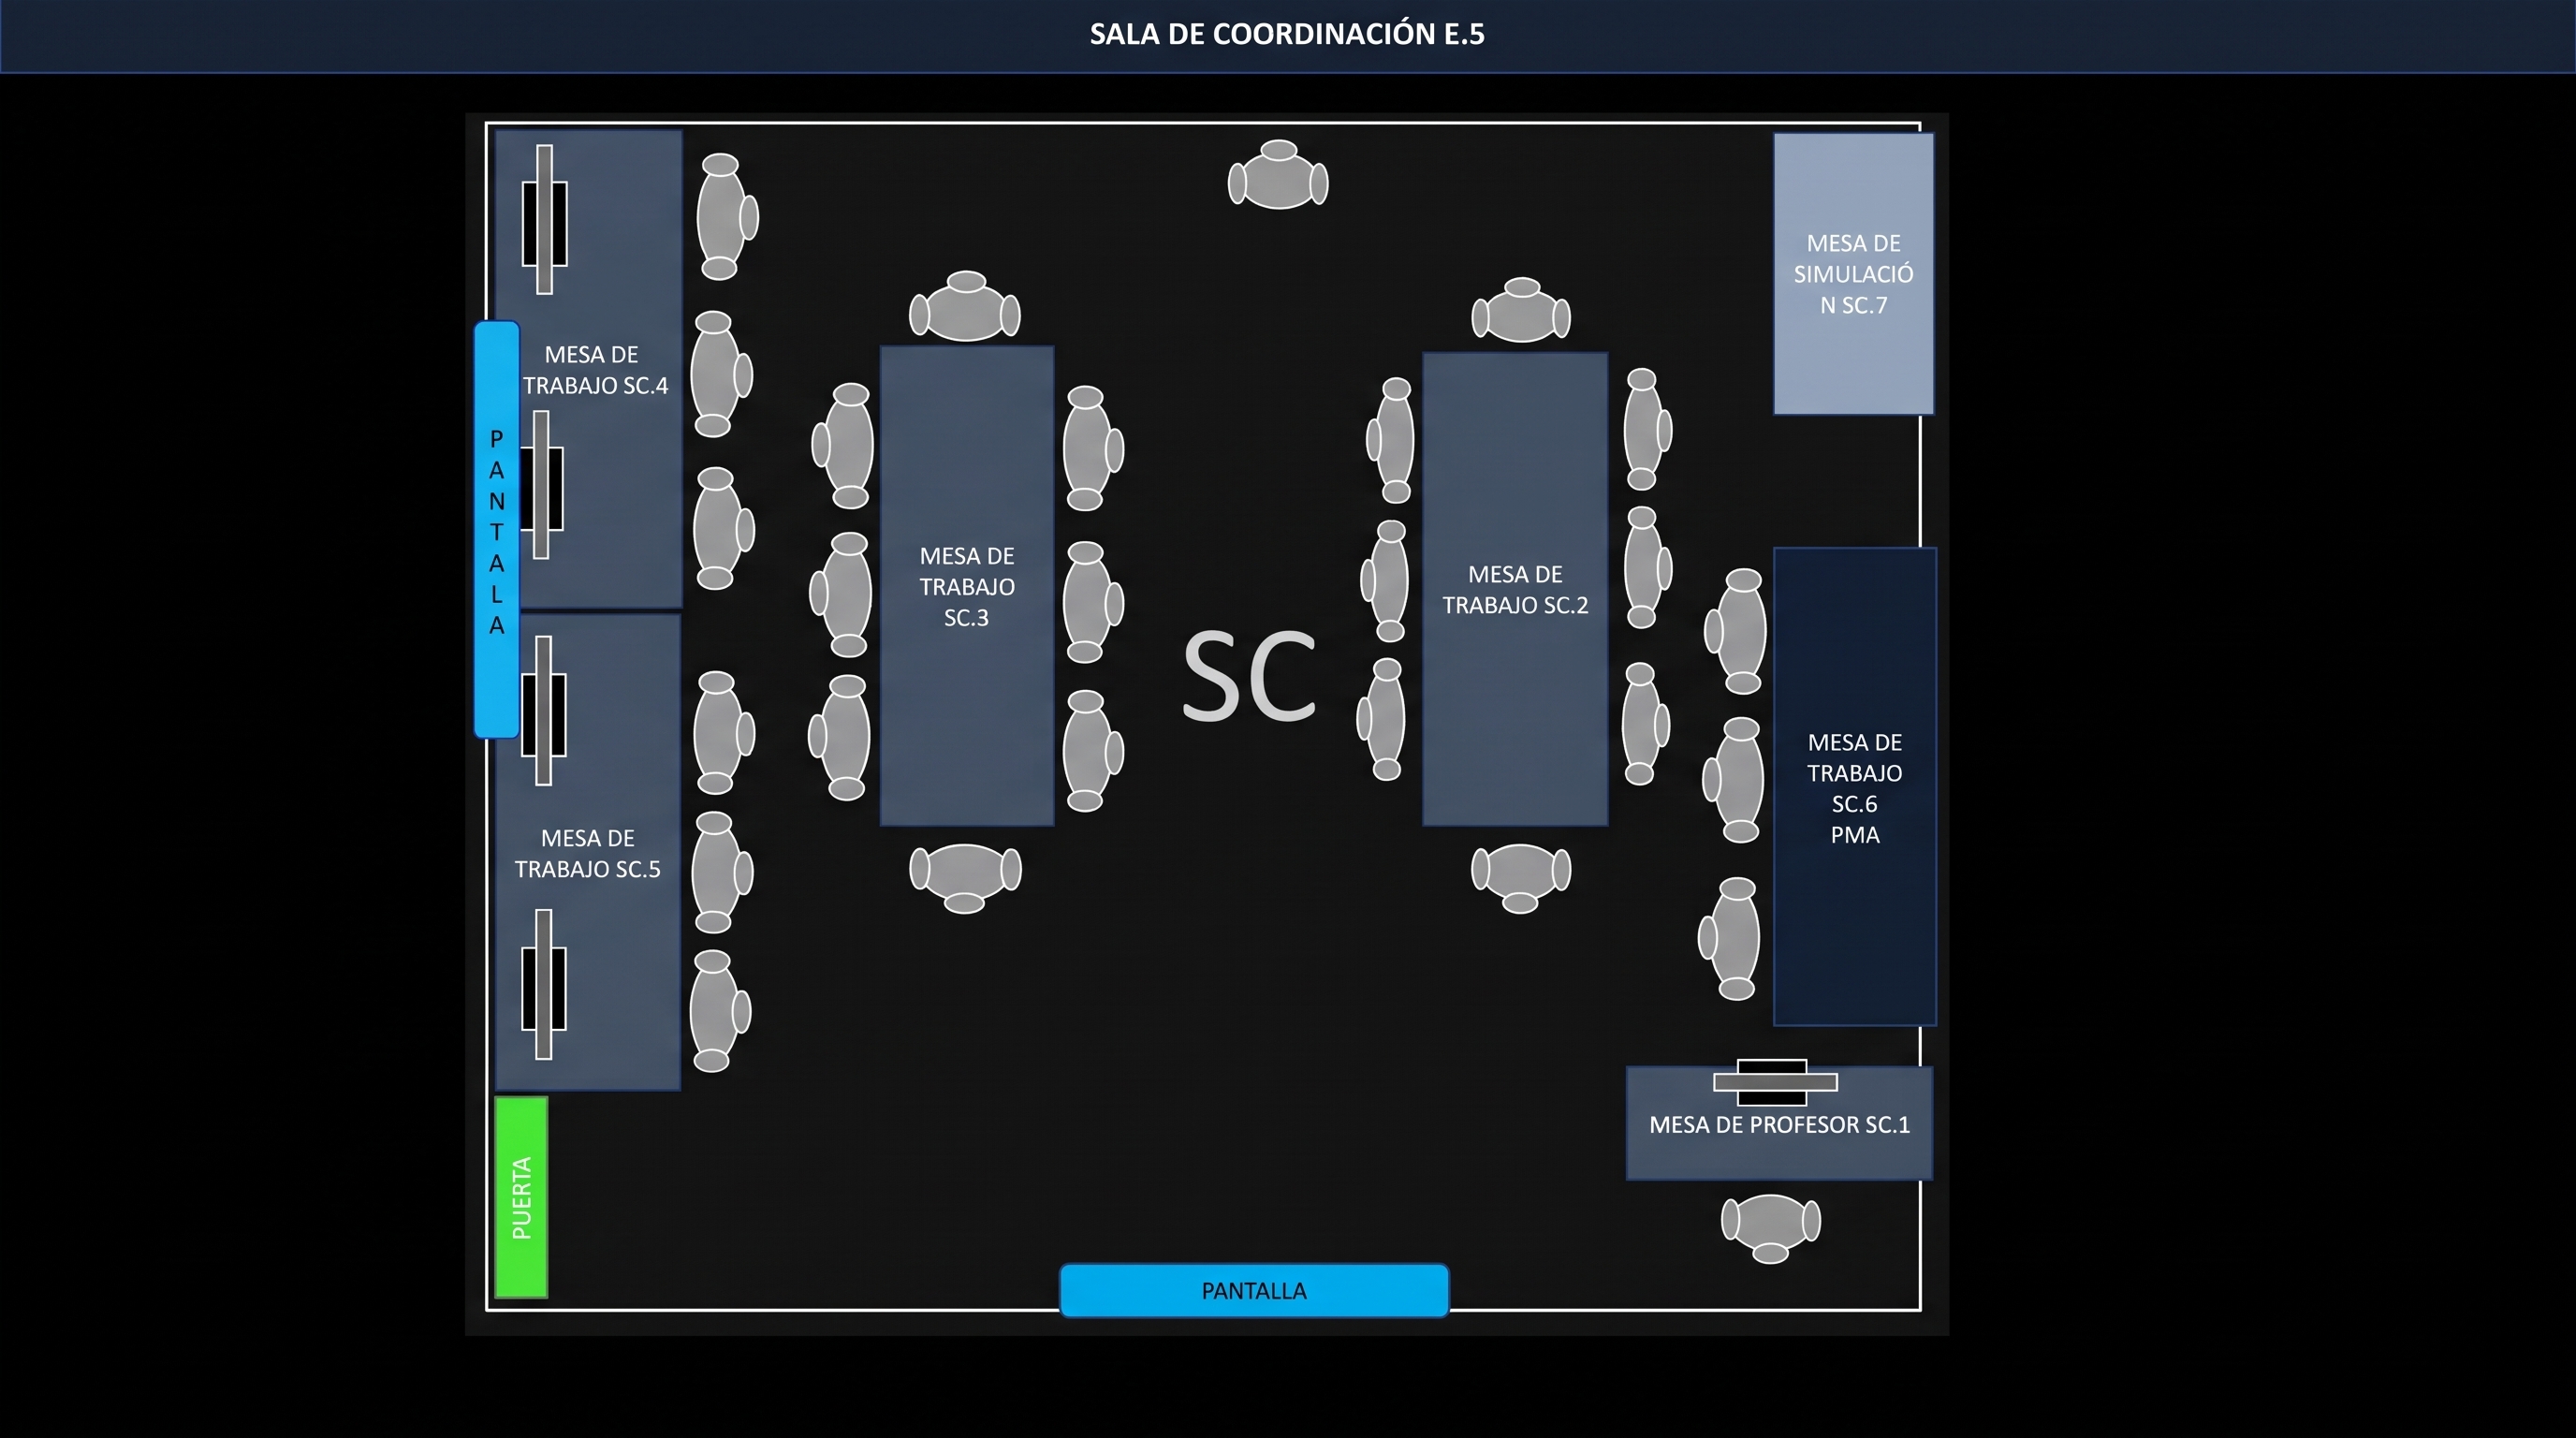 SALA DE COORDINACIÓN E.5
MESA DE
TRABAJO SC.4
P
A
N
T
A
L
A
MESA DE
TRABAJO SC.5
PUERTA
MESA DE
TRABAJO
SC.3
SC
MESA DE
TRABAJO SC.2
MESA DE
SIMULACIÓ
N SC.7
MESA DE
TRABAJO
SC.6
PMA
MESA DE PROFESOR SC.1
PANTALLA